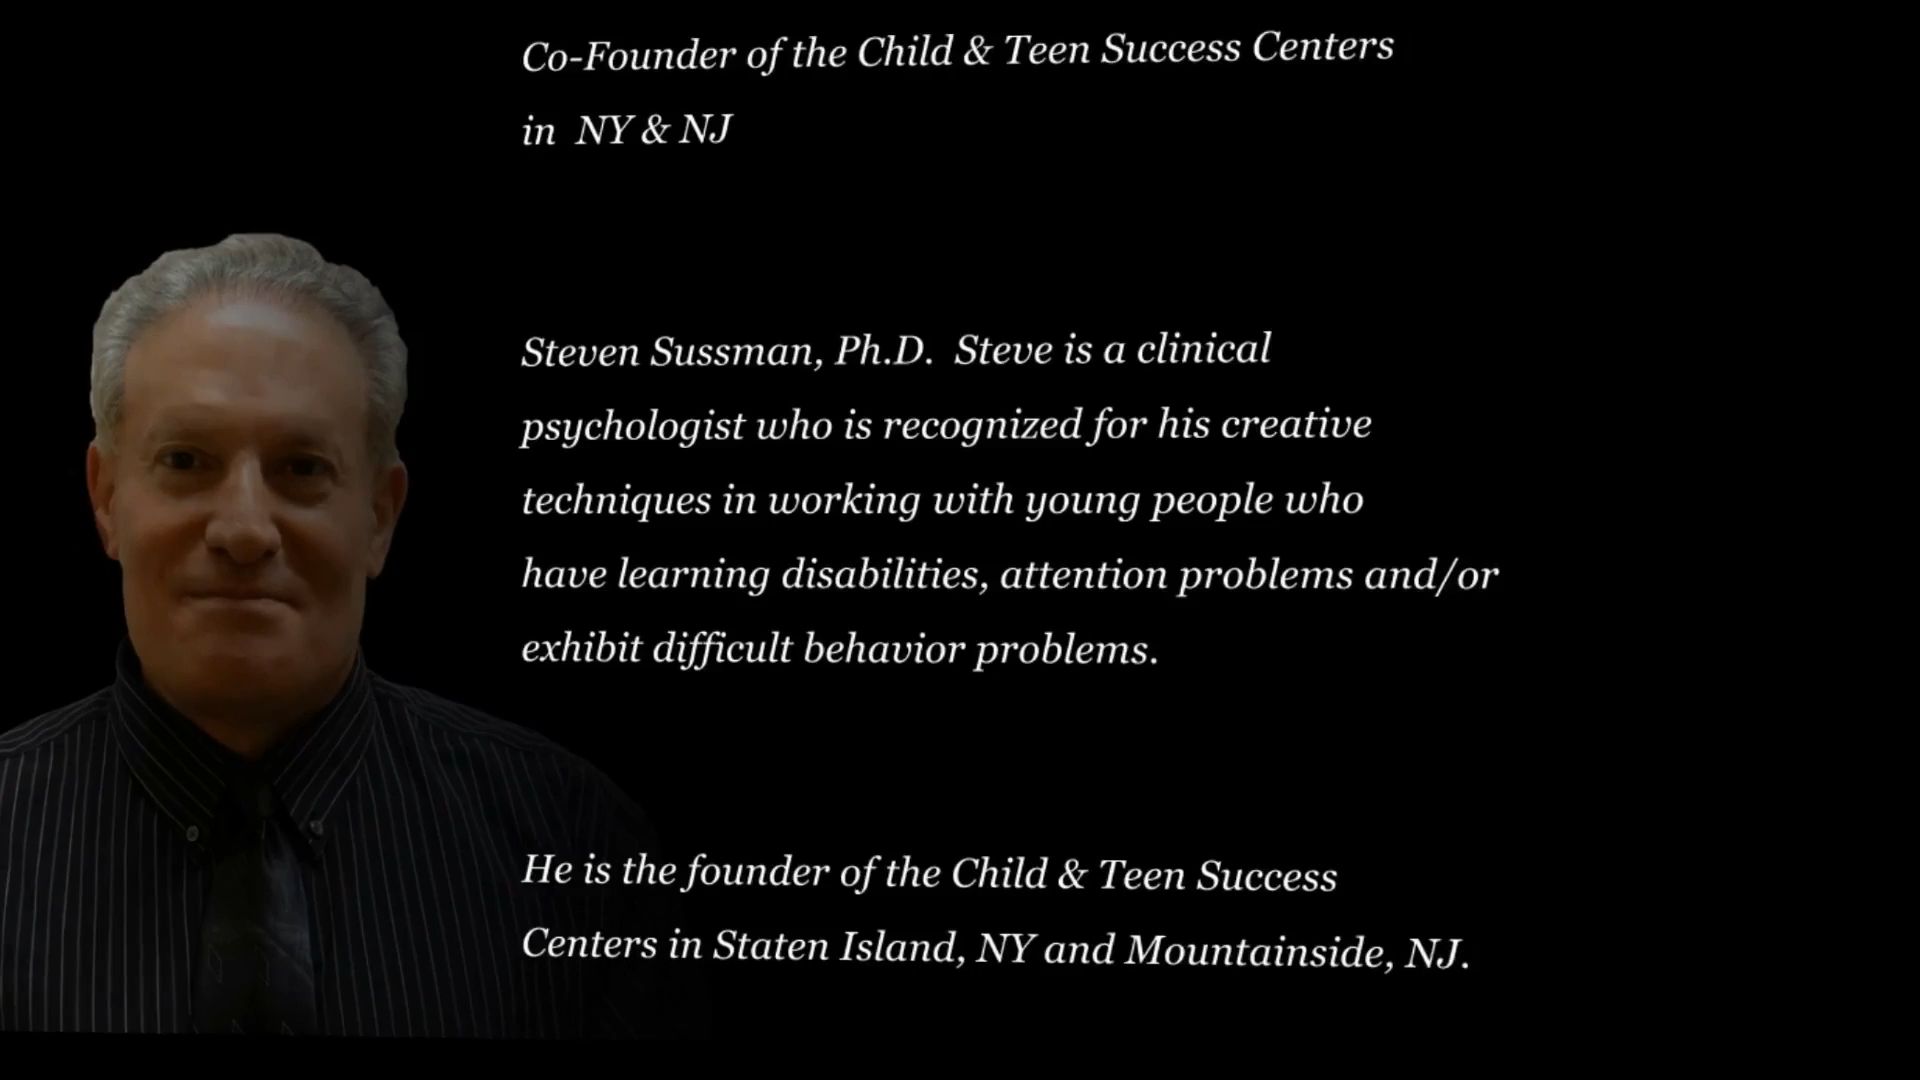 Co-Founder of the Child & Teen Success Centers
in NY & NJ
Steven Sussman, Ph.D. Steve is a clinical
psychologist who is recognized for his creative
techniques in working with young people who
have learning disabilities, attention problems and/or
exhibit difficult behavior problems.
He is the founder of the Child & Teen Success
Centers in Staten Island, NY and Mountainside, NJ.